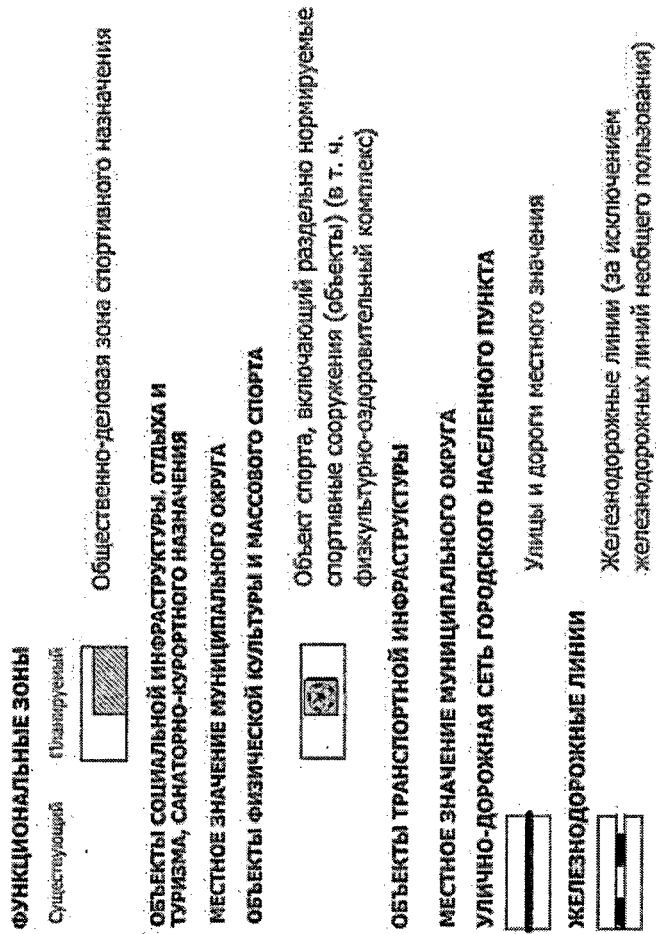 ФУНКЦИОНАЛЬНЫЕ ЗОНЫ
Существующий Планируемый
Общественно-деловая зона спортивного назначения
ОБЪЕКТЫ СОЦИАЛЬНОЙ ИНФРАСТРУКТУРЫ, ОТДЫХА И
ТУРИЗМА, САНАТОРНО-КУРОРТНОГО НАЗНАЧЕНИЯ
МЕСТНОЕ ЗНАЧЕНИЕ МУНИЦИПАЛЬНОГО ОКРУГА
ОБЪЕКТЫ ФИЗИЧЕСКОЙ КУЛЬТУРЫ И МАССОВОГО СПОРТА
Объект спорта, включающий раздельно нормируемые
спортивные сооружения (объекты) (в т. ч.
физкультурно-оздоровительный комплекс)
ОБЪЕКТЫ ТРАНСПОРТНОЙ ИНФРАСТРУКТУРЫ
МЕСТНОЕ ЗНАЧЕНИЕ МУНИЦИПАЛЬНОГО ОКРУГА
УЛИЧНО-ДОРОЖНАЯ СЕТЬ ГОРОДСКОГО НАСЕЛЕННОГО ПУНКТА
Улицы и дороги местного значения
ЖЕЛЕЗНОДОРОЖНЫЕ ЛИНИИ
Железнодорожные линии (за исключением
железнодорожных линий необщего пользования)